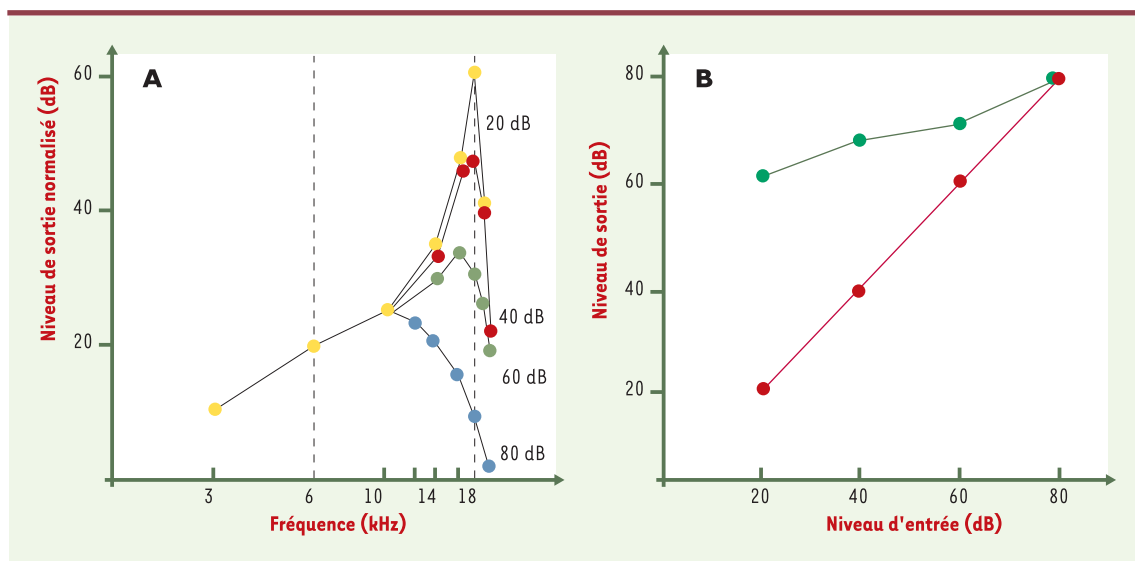 A
Niveau de sortie normalisé (dB)
60
40
20
20 dB
40 dB
60 dB
80 dB
3 6 10 14 18
Fréquence (kHz)
B
Niveau de sortie (dB)
80
60
40
20
20 40 60 80
Niveau d'entrée (dB)